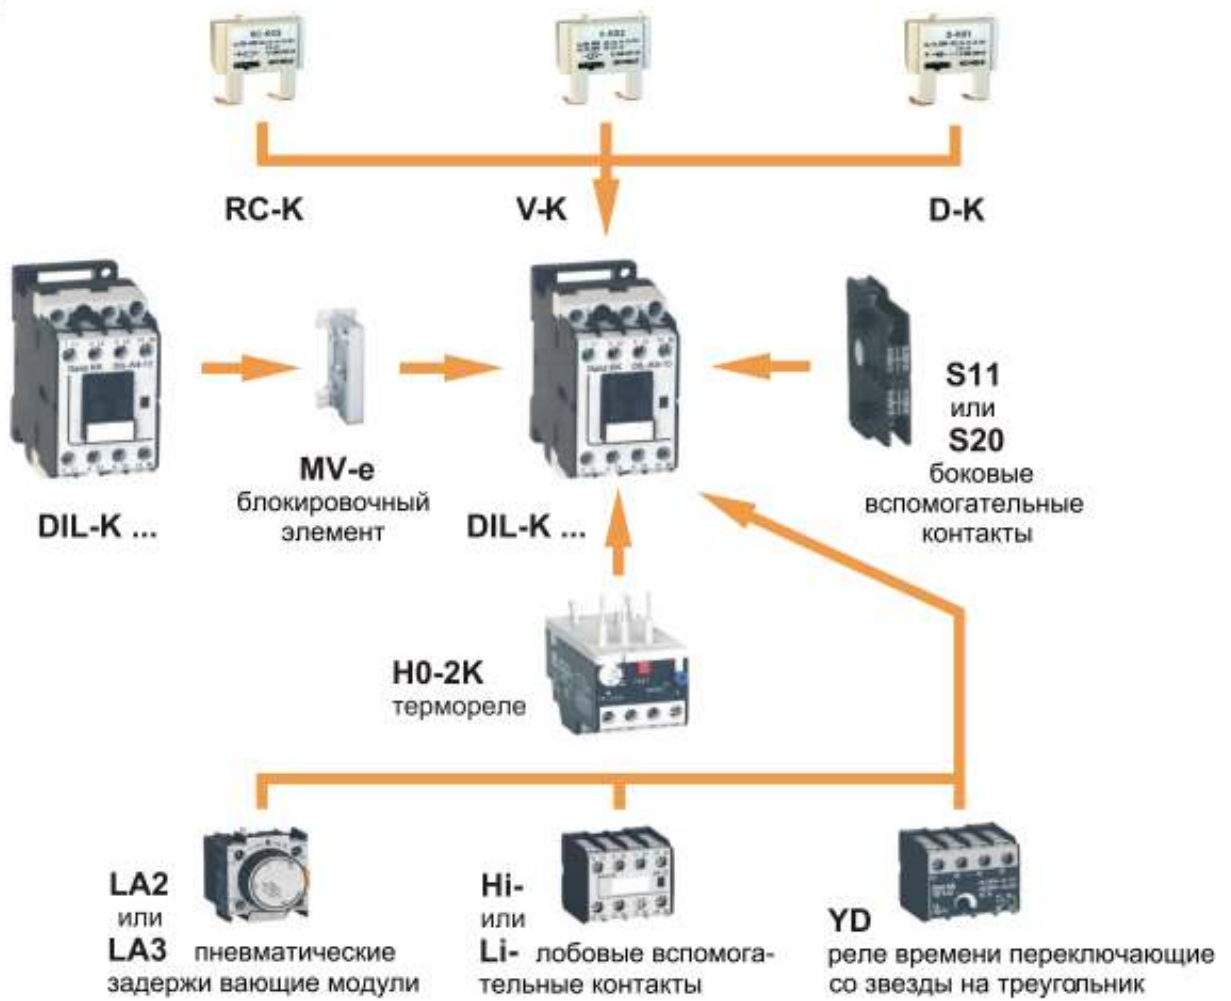 RC-K
V-K
D-K
MV-e
блокировочный
элемент
S11
или
S20
боковые
вспомогательные
контакты
DIL-K ...
DIL-K ...
H0-2K
термореле
LA2
или
LA3 пневматические
задержи вающие модули
Hi-
или
Li- лобовые вспомога-
тельные контакты
YD
реле времени переключающие
со звезды на треугольник